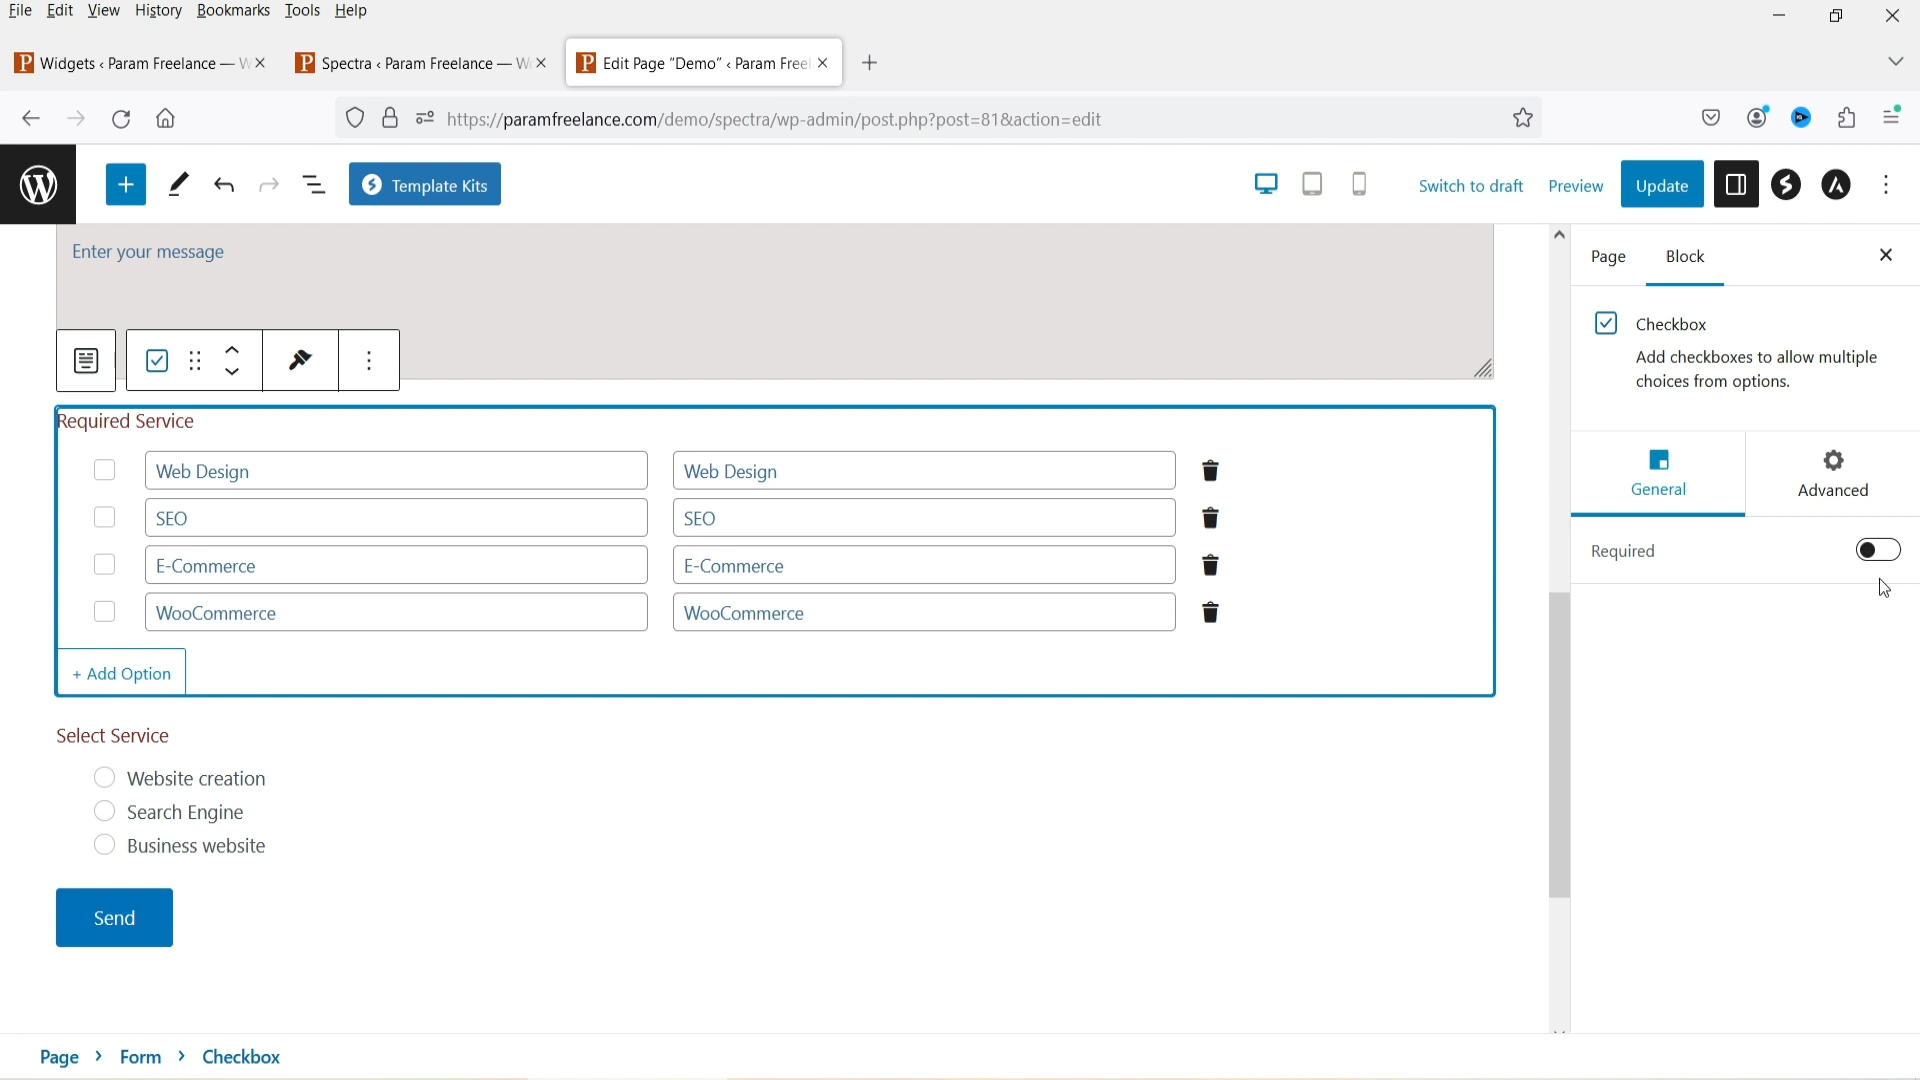 File Edit View History Bookmarks Tools Help
Widgets ‹ Param Freelance — W
Spectra ‹ Param Freelance — W
Edit Page “Demo” ‹ Param Freel
https://paramfreelance.com/demo/spectra/wp-admin/post.php?post=81&action=edit
Template Kits
Switch to draft Preview Update
Enter your message
Page Block
Checkbox
Add checkboxes to allow multiple
choices from options.
General Advanced
Required
Required Service
Web Design Web Design
SEO SEO
E-Commerce E-Commerce
WooCommerce WooCommerce
+ Add Option
Select Service
Website creation
Search Engine
Business website
Send
Page › Form › Checkbox